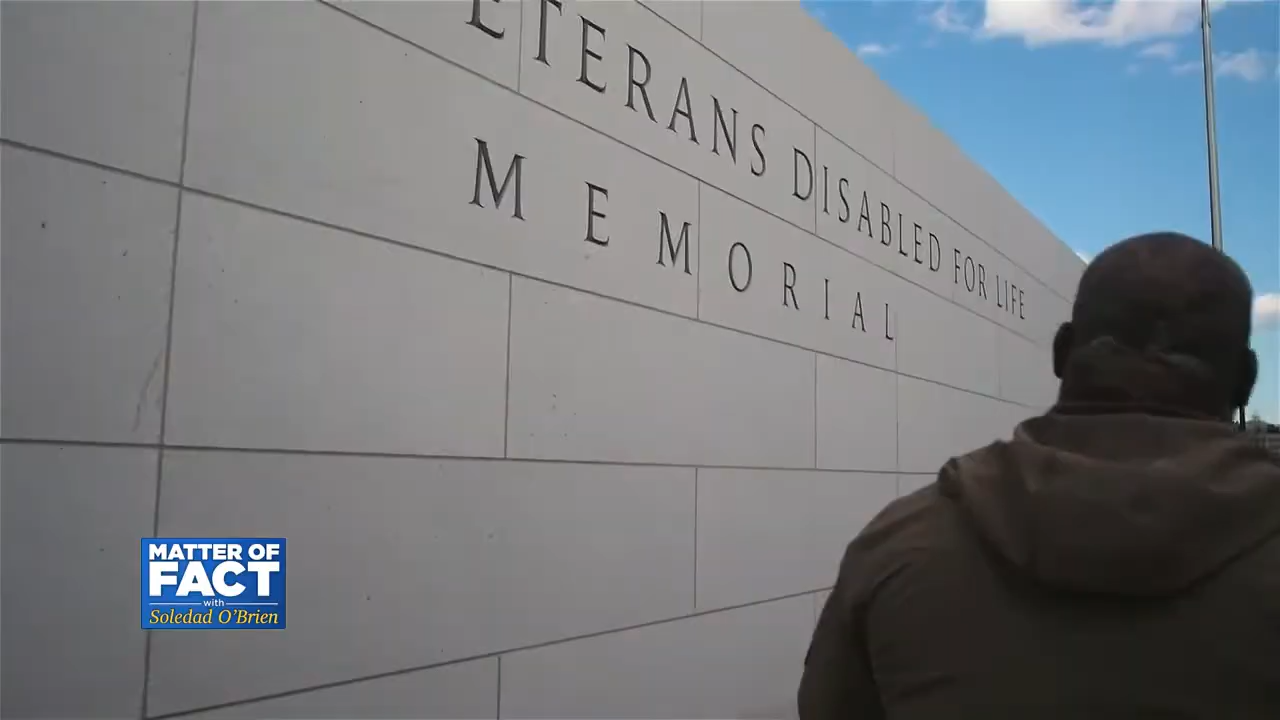 ETERANS DISABLED FOR LIFE
MEMORIAL
MATTER OF
FACT
with
Soledad O'Brien